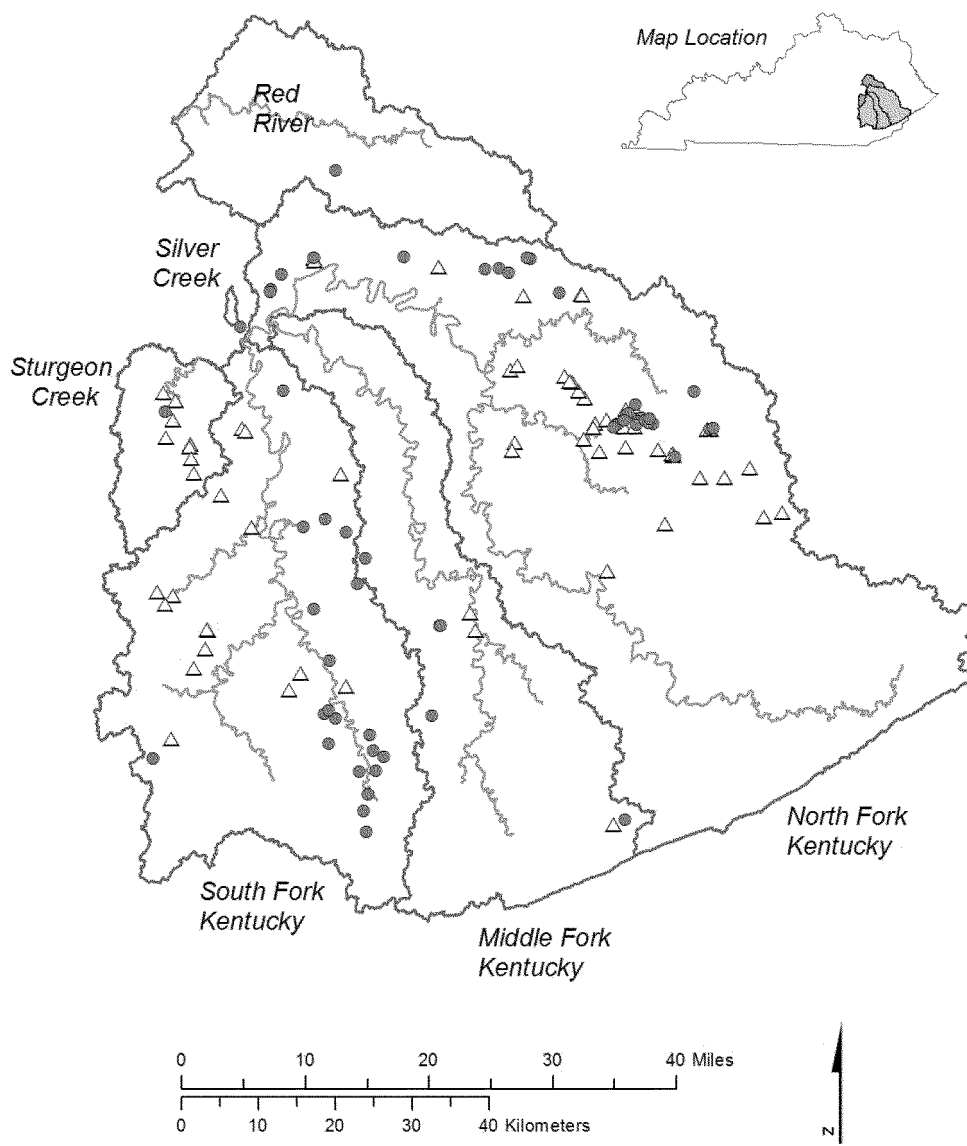 Map Location
Red
River
Silver
Creek
Sturgeon
Creek
North Fork
Kentucky
South Fork
Kentucky
Middle Fork
Kentucky
0 10 20 30 40 Miles
0 10 20 30 40 Kilometers
N